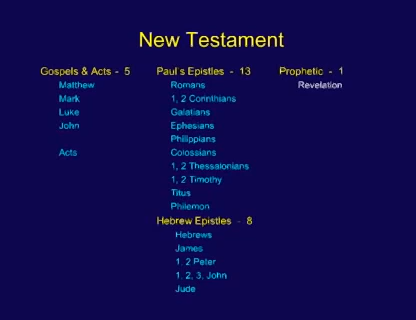 New Testament
Gospels & Acts - 5
Matthew
Mark
Luke
John
Acts
Paul's Epistles - 13
Romans
1, 2 Corinthians
Galatians
Ephesians
Philippians
Colossians
1, 2 Thessalonians
1, 2 Timothy
Titus
Philemon
Hebrew Epistles - 8
Hebrews
James
1, 2 Peter
1, 2, 3, John
Jude
Prophetic - 1
Revelation